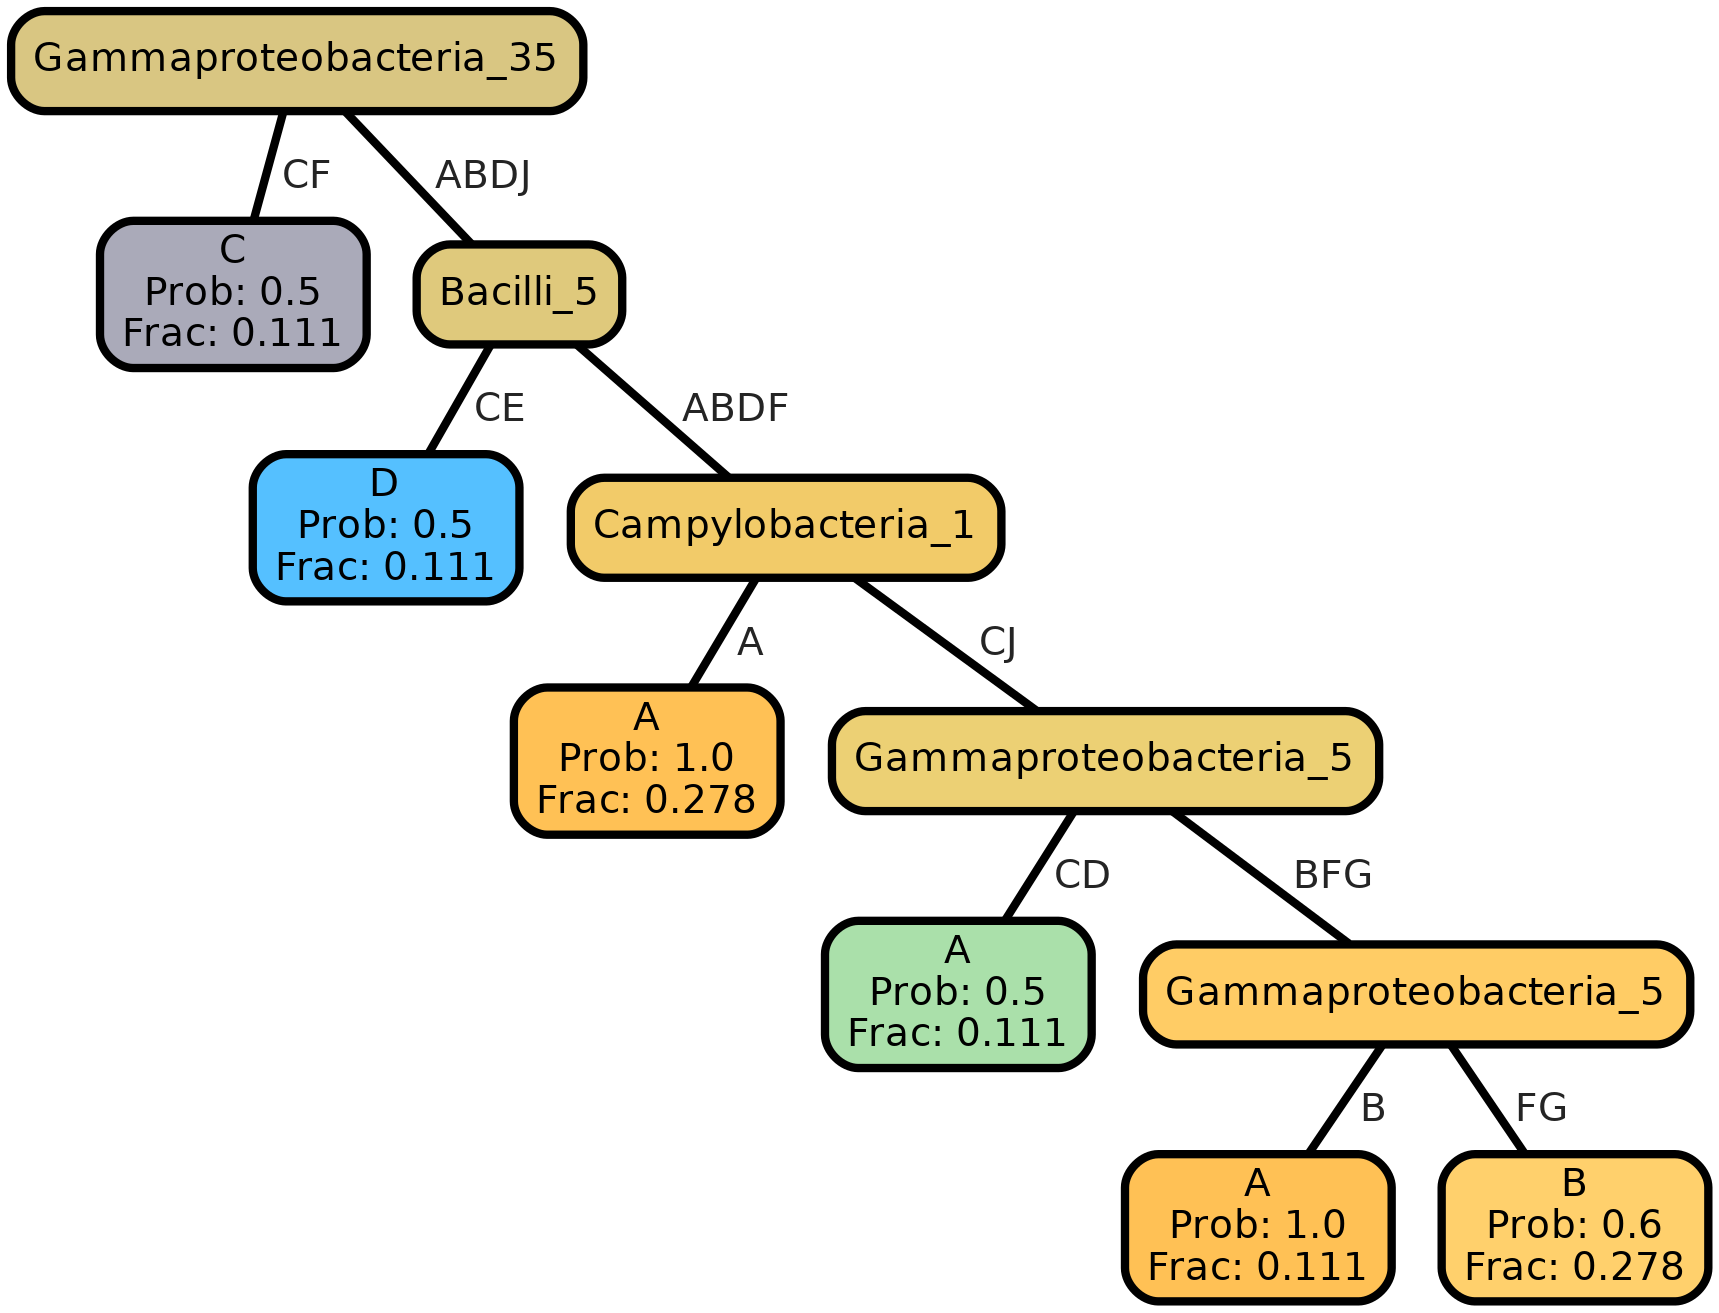 Gammaproteobacteria_35
CF
ABDJ
C
Prob: 0.5
Frac: 0.111
Bacilli_5
CE
ABDF
D
Prob: 0.5
Frac: 0.111
Campylobacteria_1
A
CJ
A
Prob: 1.0
Frac: 0.278
Gammaproteobacteria_5
CD
BFG
A
Prob: 0.5
Frac: 0.111
Gammaproteobacteria_5
B
FG
A
Prob: 1.0
Frac: 0.111
B
Prob: 0.6
Frac: 0.278